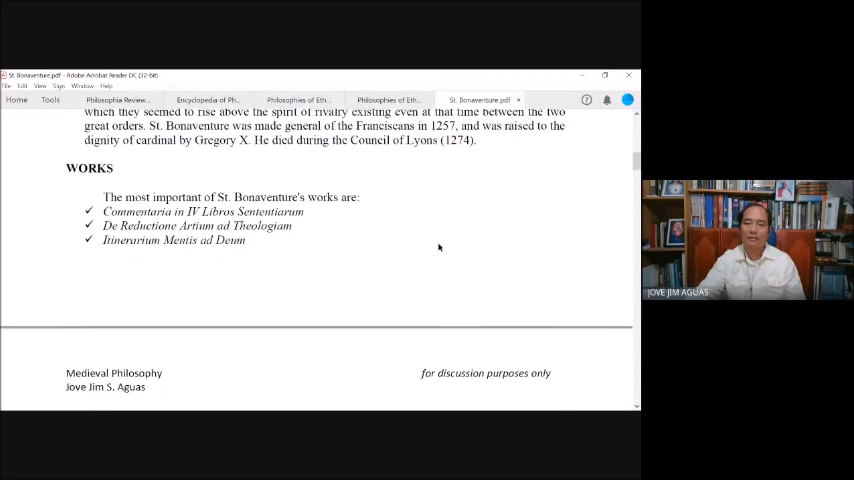 St. Bonaventure.pdf - Adobe Acrobat Reader DC (32-bit)
File Edit View Sign Window Help
Home Tools Philosophia Review... Encyclopedia of Ph... Philosophies of Eth... Philosophies of Eth... St. Bonaventure.pdf ×
which they seemed to rise above the spirit of rivalry existing even at that time between the two
great orders. St. Bonaventure was made general of the Franciscans in 1257, and was raised to the
dignity of cardinal by Gregory X. He died during the Council of Lyons (1274).
WORKS
The most important of St. Bonaventure's works are:
✓ Commentaria in IV Libros Sententiarum
✓ De Reductione Artium ad Theologiam
✓ Itinerarium Mentis ad Deum
JOVE JIM AGUAS
Medieval Philosophy for discussion purposes only
Jove Jim S. Aguas